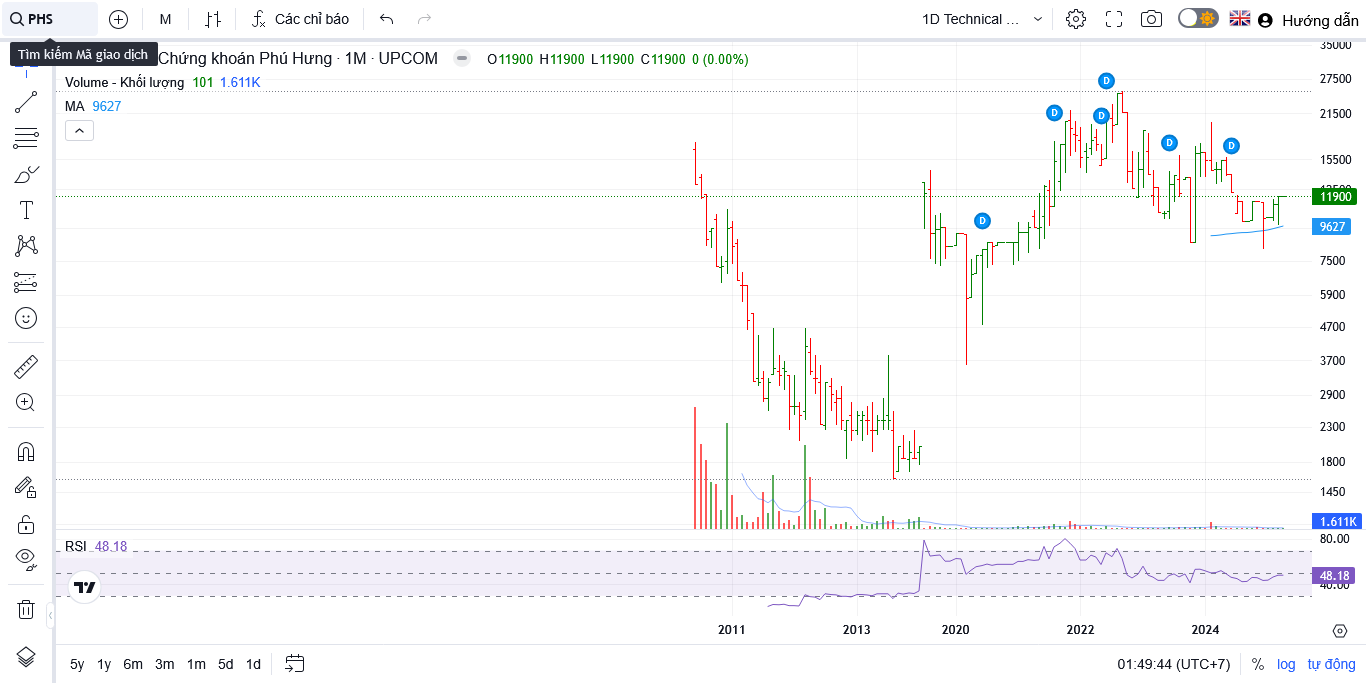 PHS
M
Các chỉ báo
1D Technical ...
Hướng dẫn
Tìm kiếm Mã giao dịch
Chứng khoán Phú Hưng · 1M · UPCOM
O11900 H11900 L11900 C11900 0 (0.00%)
Volume - Khối lượng 101 1.611K
MA 9627
D
D
D
D
D
D
35000
27500
21500
15500
11900
9627
7500
5900
4700
3700
2900
2300
1800
1450
1.611K
RSI 48.18
80.00
48.18
40.00
2011
2013
2020
2022
2024
5y 1y 6m 3m 1m 5d 1d
01:49:44 (UTC+7)
%
log
tự động